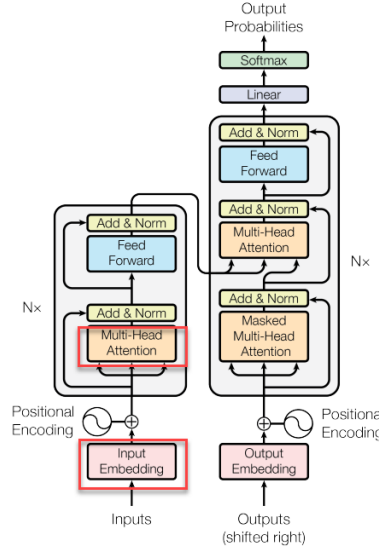 Output
Probabilities
Softmax
Linear
Add & Norm
Feed
Forward
Add & Norm
Multi-Head
Attention
Add & Norm
Masked
Multi-Head
Attention
N×
Add & Norm
Feed
Forward
Add & Norm
Multi-Head
Attention
N×
Positional
Encoding
Input
Embedding
Inputs
Positional
Encoding
Output
Embedding
Outputs
(shifted right)